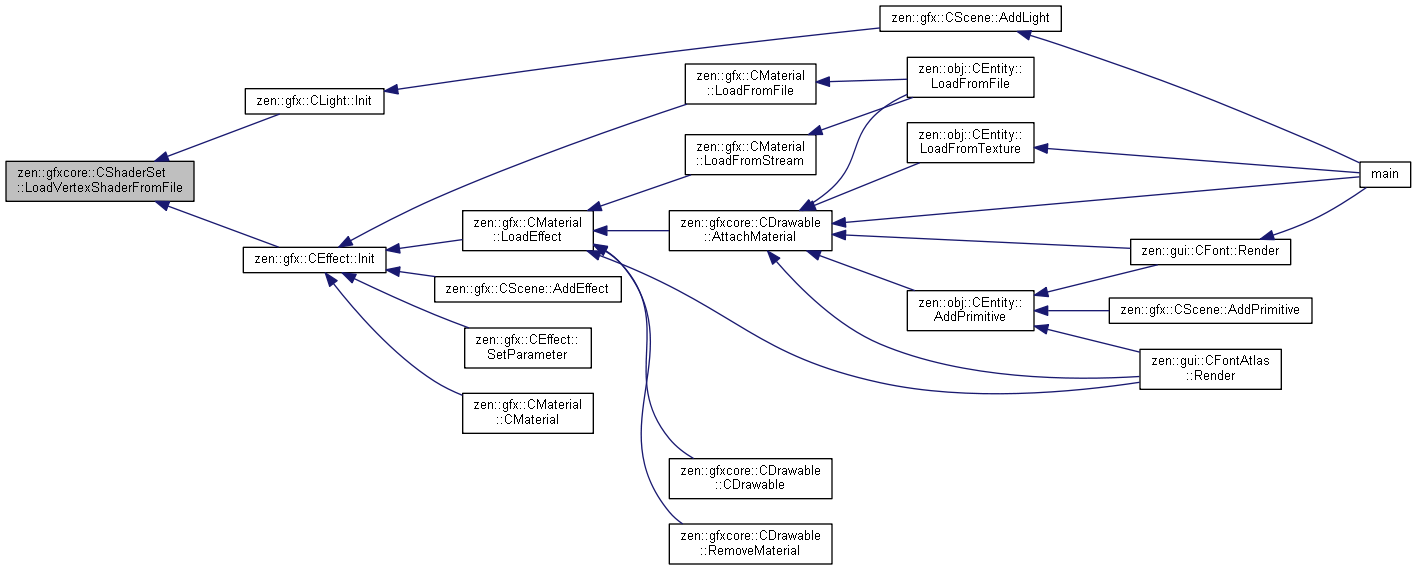 zen::gfxcore::CShaderSet
::LoadVertexShaderFromFile
zen::gfx::CLight::Init
zen::gfx::CEffect::Init
zen::gfx::CScene::AddLight
zen::gfx::CMaterial
::LoadFromFile
zen::gfx::CMaterial
::LoadFromStream
zen::gfx::CMaterial
::LoadEffect
zen::gfx::CScene::AddEffect
zen::gfx::CEffect::
SetParameter
zen::gfx::CMaterial
::CMaterial
zen::obj::CEntity::
LoadFromFile
zen::obj::CEntity::
LoadFromTexture
zen::gfxcore::CDrawable
::AttachMaterial
zen::obj::CEntity::
AddPrimitive
zen::gfxcore::CDrawable
::CDrawable
zen::gfxcore::CDrawable
::RemoveMaterial
main
zen::gui::CFont::Render
zen::gfx::CScene::AddPrimitive
zen::gui::CFontAtlas
::Render